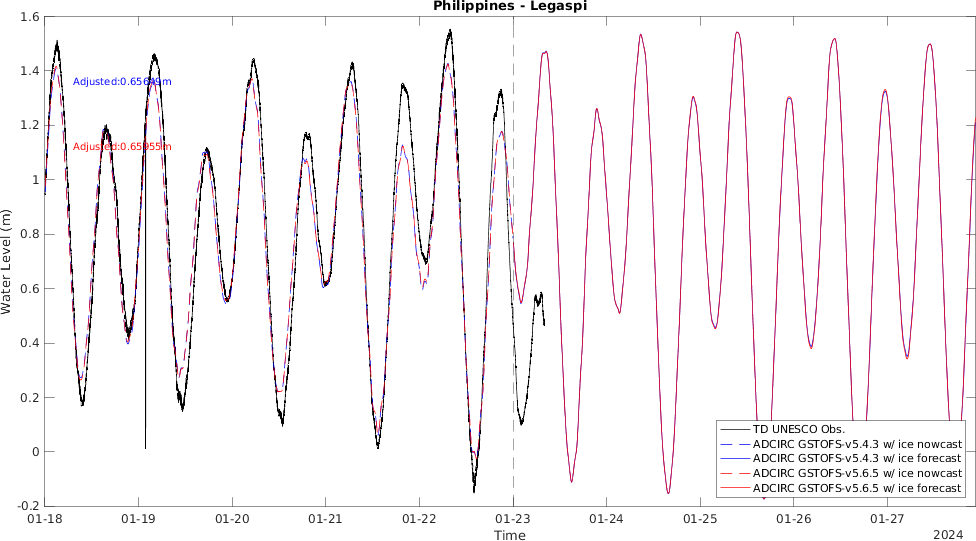 Philippines - Legaspi
1.6
1.4
1.2
1
0.8
0.6
0.4
0.2
0
-0.2
Water Level (m)
Adjusted:0.65649m
Adjusted:0.65955m
TD UNESCO Obs.
ADCIRC GSTOFS-v5.4.3 w/ ice nowcast
ADCIRC GSTOFS-v5.4.3 w/ ice forecast
ADCIRC GSTOFS-v5.6.5 w/ ice nowcast
ADCIRC GSTOFS-v5.6.5 w/ ice forecast
01-18 01-19 01-20 01-21 01-22 01-23 01-24 01-25 01-26 01-27
Time
2024